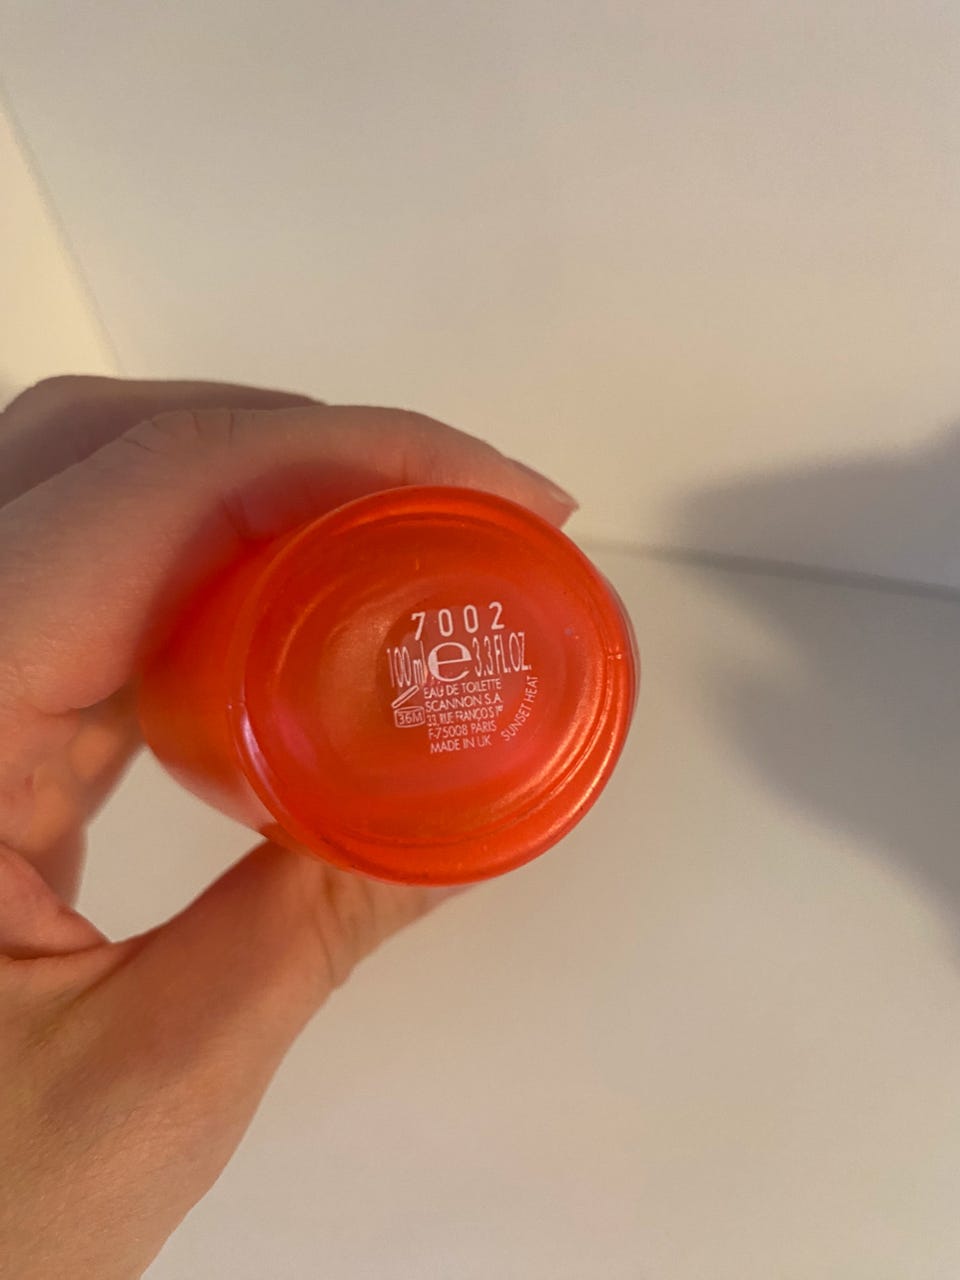 7002
100ml e 3.3 FL.OZ.
EAU DE TOILETTE
36M
SCANNON S.A.
33, RUE FRANCOIS 1er
F-75008 PARIS
MADE IN UK
SUNSET HEAT